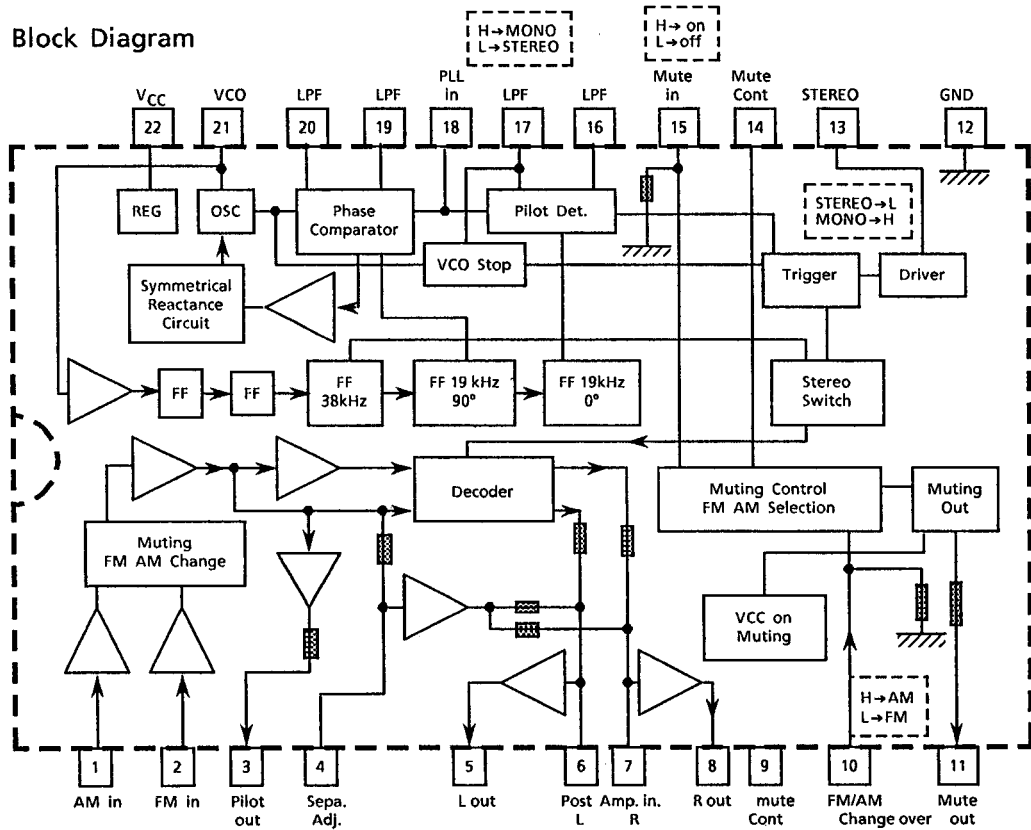 Block Diagram
H→MONO
L→STEREO
H→on
L→off
VCC
VCO
LPF
LPF
PLL
in
LPF
LPF
Mute
in
Mute
Cont
STEREO
GND
22
21
20
19
18
17
16
15
14
13
12
REG
OSC
Phase
Comparator
Pilot Det.
STEREO→L
MONO→H
VCO Stop
Trigger
Driver
Symmetrical
Reactance
Circuit
FF
FF
FF
38kHz
FF 19 kHz
90°
FF 19kHz
0°
Stereo
Switch
Decoder
Muting Control
FM AM Selection
Muting
Out
Muting
FM AM Change
VCC on
Muting
H→AM
L→FM
1
2
3
4
5
6
7
8
9
10
11
AM in
FM in
Pilot
out
Sepa.
Adj.
L out
Post
L
Amp. in.
R
R out
mute
Cont
FM/AM
Change over
Mute
out